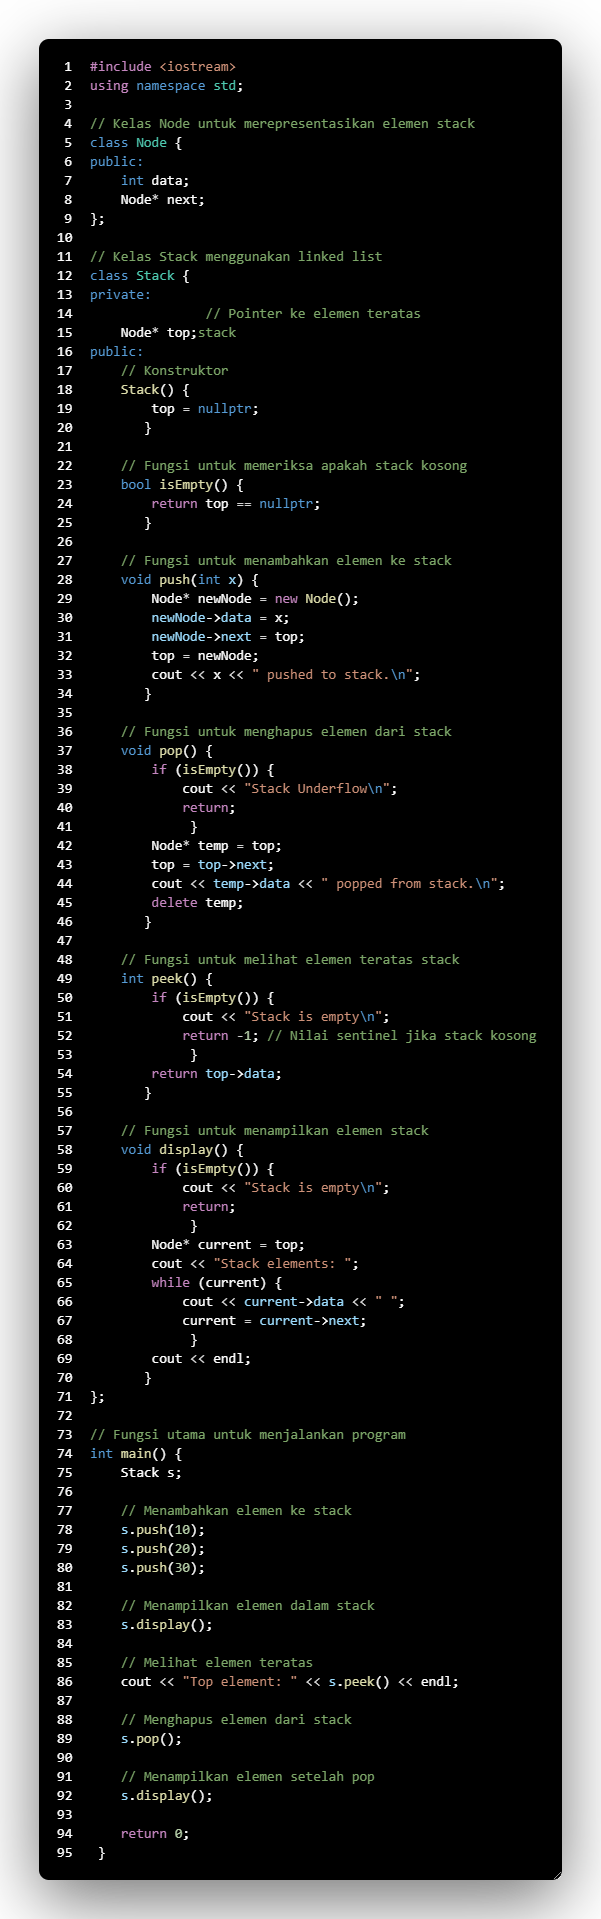 1 #include <iostream>
2 using namespace std;
3
4 // Kelas Node untuk merepresentasikan elemen stack
5 class Node {
6 public:
7     int data;
8     Node* next;
9 };
10
11 // Kelas Stack menggunakan linked list
12 class Stack {
13 private:
14                // Pointer ke elemen teratas
15     Node* top;stack
16 public:
17     // Konstruktor
18     Stack() {
19         top = nullptr;
20        }
21
22     // Fungsi untuk memeriksa apakah stack kosong
23     bool isEmpty() {
24         return top == nullptr;
25        }
26
27     // Fungsi untuk menambahkan elemen ke stack
28     void push(int x) {
29         Node* newNode = new Node();
30         newNode->data = x;
31         newNode->next = top;
32         top = newNode;
33         cout << x << " pushed to stack.\n";
34        }
35
36     // Fungsi untuk menghapus elemen dari stack
37     void pop() {
38         if (isEmpty()) {
39             cout << "Stack Underflow\n";
40             return;
41              }
42         Node* temp = top;
43         top = top->next;
44         cout << temp->data << " popped from stack.\n";
45         delete temp;
46        }
47
48     // Fungsi untuk melihat elemen teratas stack
49     int peek() {
50         if (isEmpty()) {
51             cout << "Stack is empty\n";
52             return -1; // Nilai sentinel jika stack kosong
53              }
54         return top->data;
55        }
56
57     // Fungsi untuk menampilkan elemen stack
58     void display() {
59         if (isEmpty()) {
60             cout << "Stack is empty\n";
61             return;
62              }
63         Node* current = top;
64         cout << "Stack elements: ";
65         while (current) {
66             cout << current->data << " ";
67             current = current->next;
68              }
69         cout << endl;
70        }
71 };
72
73 // Fungsi utama untuk menjalankan program
74 int main() {
75     Stack s;
76
77     // Menambahkan elemen ke stack
78     s.push(10);
79     s.push(20);
80     s.push(30);
81
82     // Menampilkan elemen dalam stack
83     s.display();
84
85     // Melihat elemen teratas
86     cout << "Top element: " << s.peek() << endl;
87
88     // Menghapus elemen dari stack
89     s.pop();
90
91     // Menampilkan elemen setelah pop
92     s.display();
93
94     return 0;
95  }